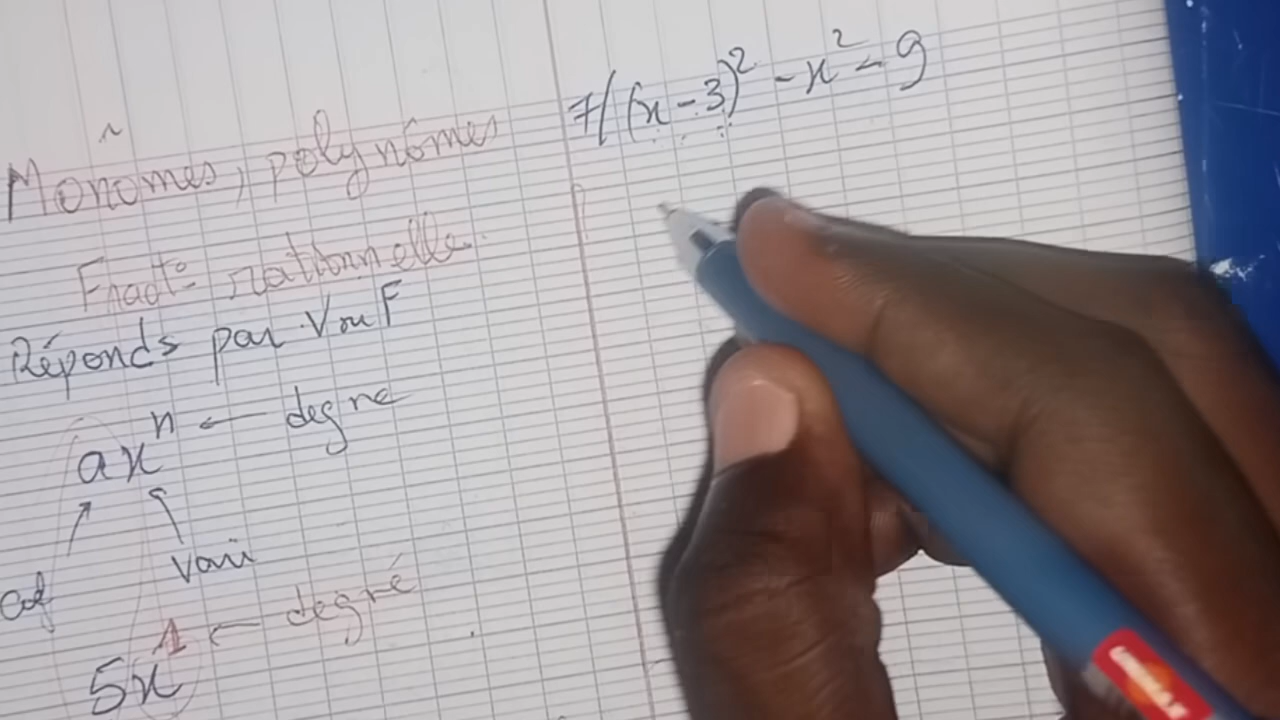 Monômes, polynômes
Fract° rationnelle.
Réponds par V ou F
ax^n ← degré
coef
vari
5x^1 ← degré
7/ (x - 3)² - x² - 9